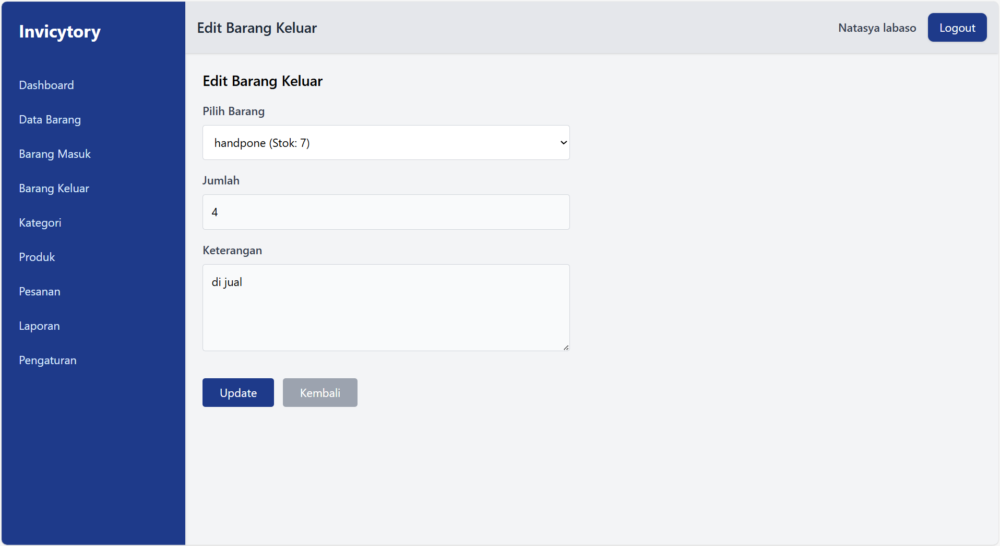 Invicytory
Dashboard
Data Barang
Barang Masuk
Barang Keluar
Kategori
Produk
Pesanan
Laporan
Pengaturan
Edit Barang Keluar
Natasya labaso
Logout
Edit Barang Keluar
Pilih Barang
handpone (Stok: 7)
Jumlah
4
Keterangan
di jual
Update
Kembali